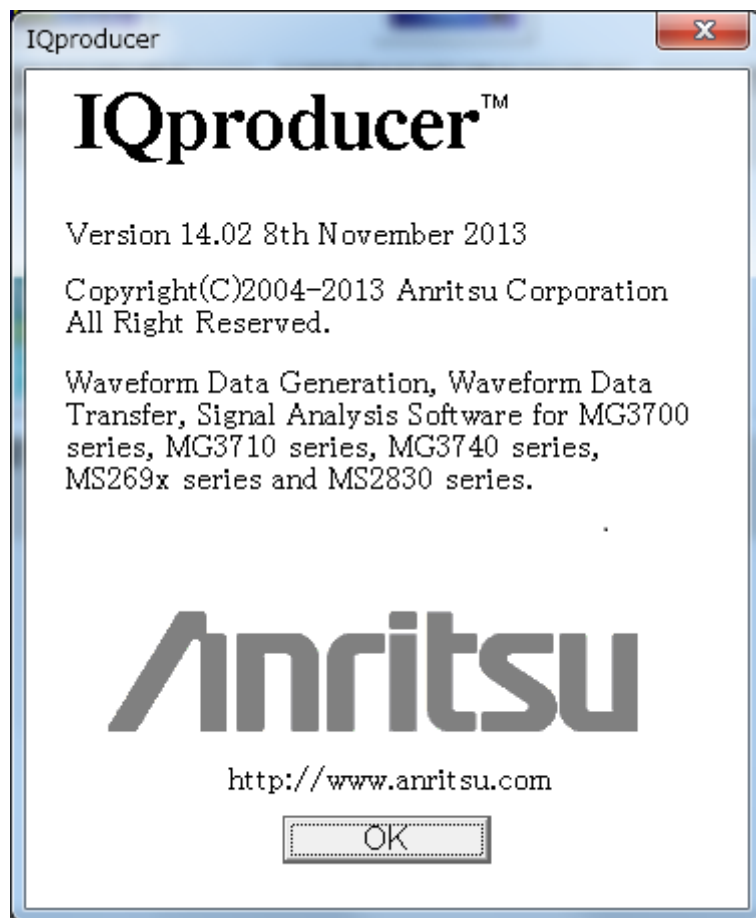 IQproducer
IQproducer™
Version 14.02 8th November 2013
Copyright(C)2004-2013 Anritsu Corporation
All Right Reserved.
Waveform Data Generation, Waveform Data
Transfer, Signal Analysis Software for MG3700
series, MG3710 series, MG3740 series,
MS269x series and MS2830 series.
.
Anritsu
http://www.anritsu.com
OK